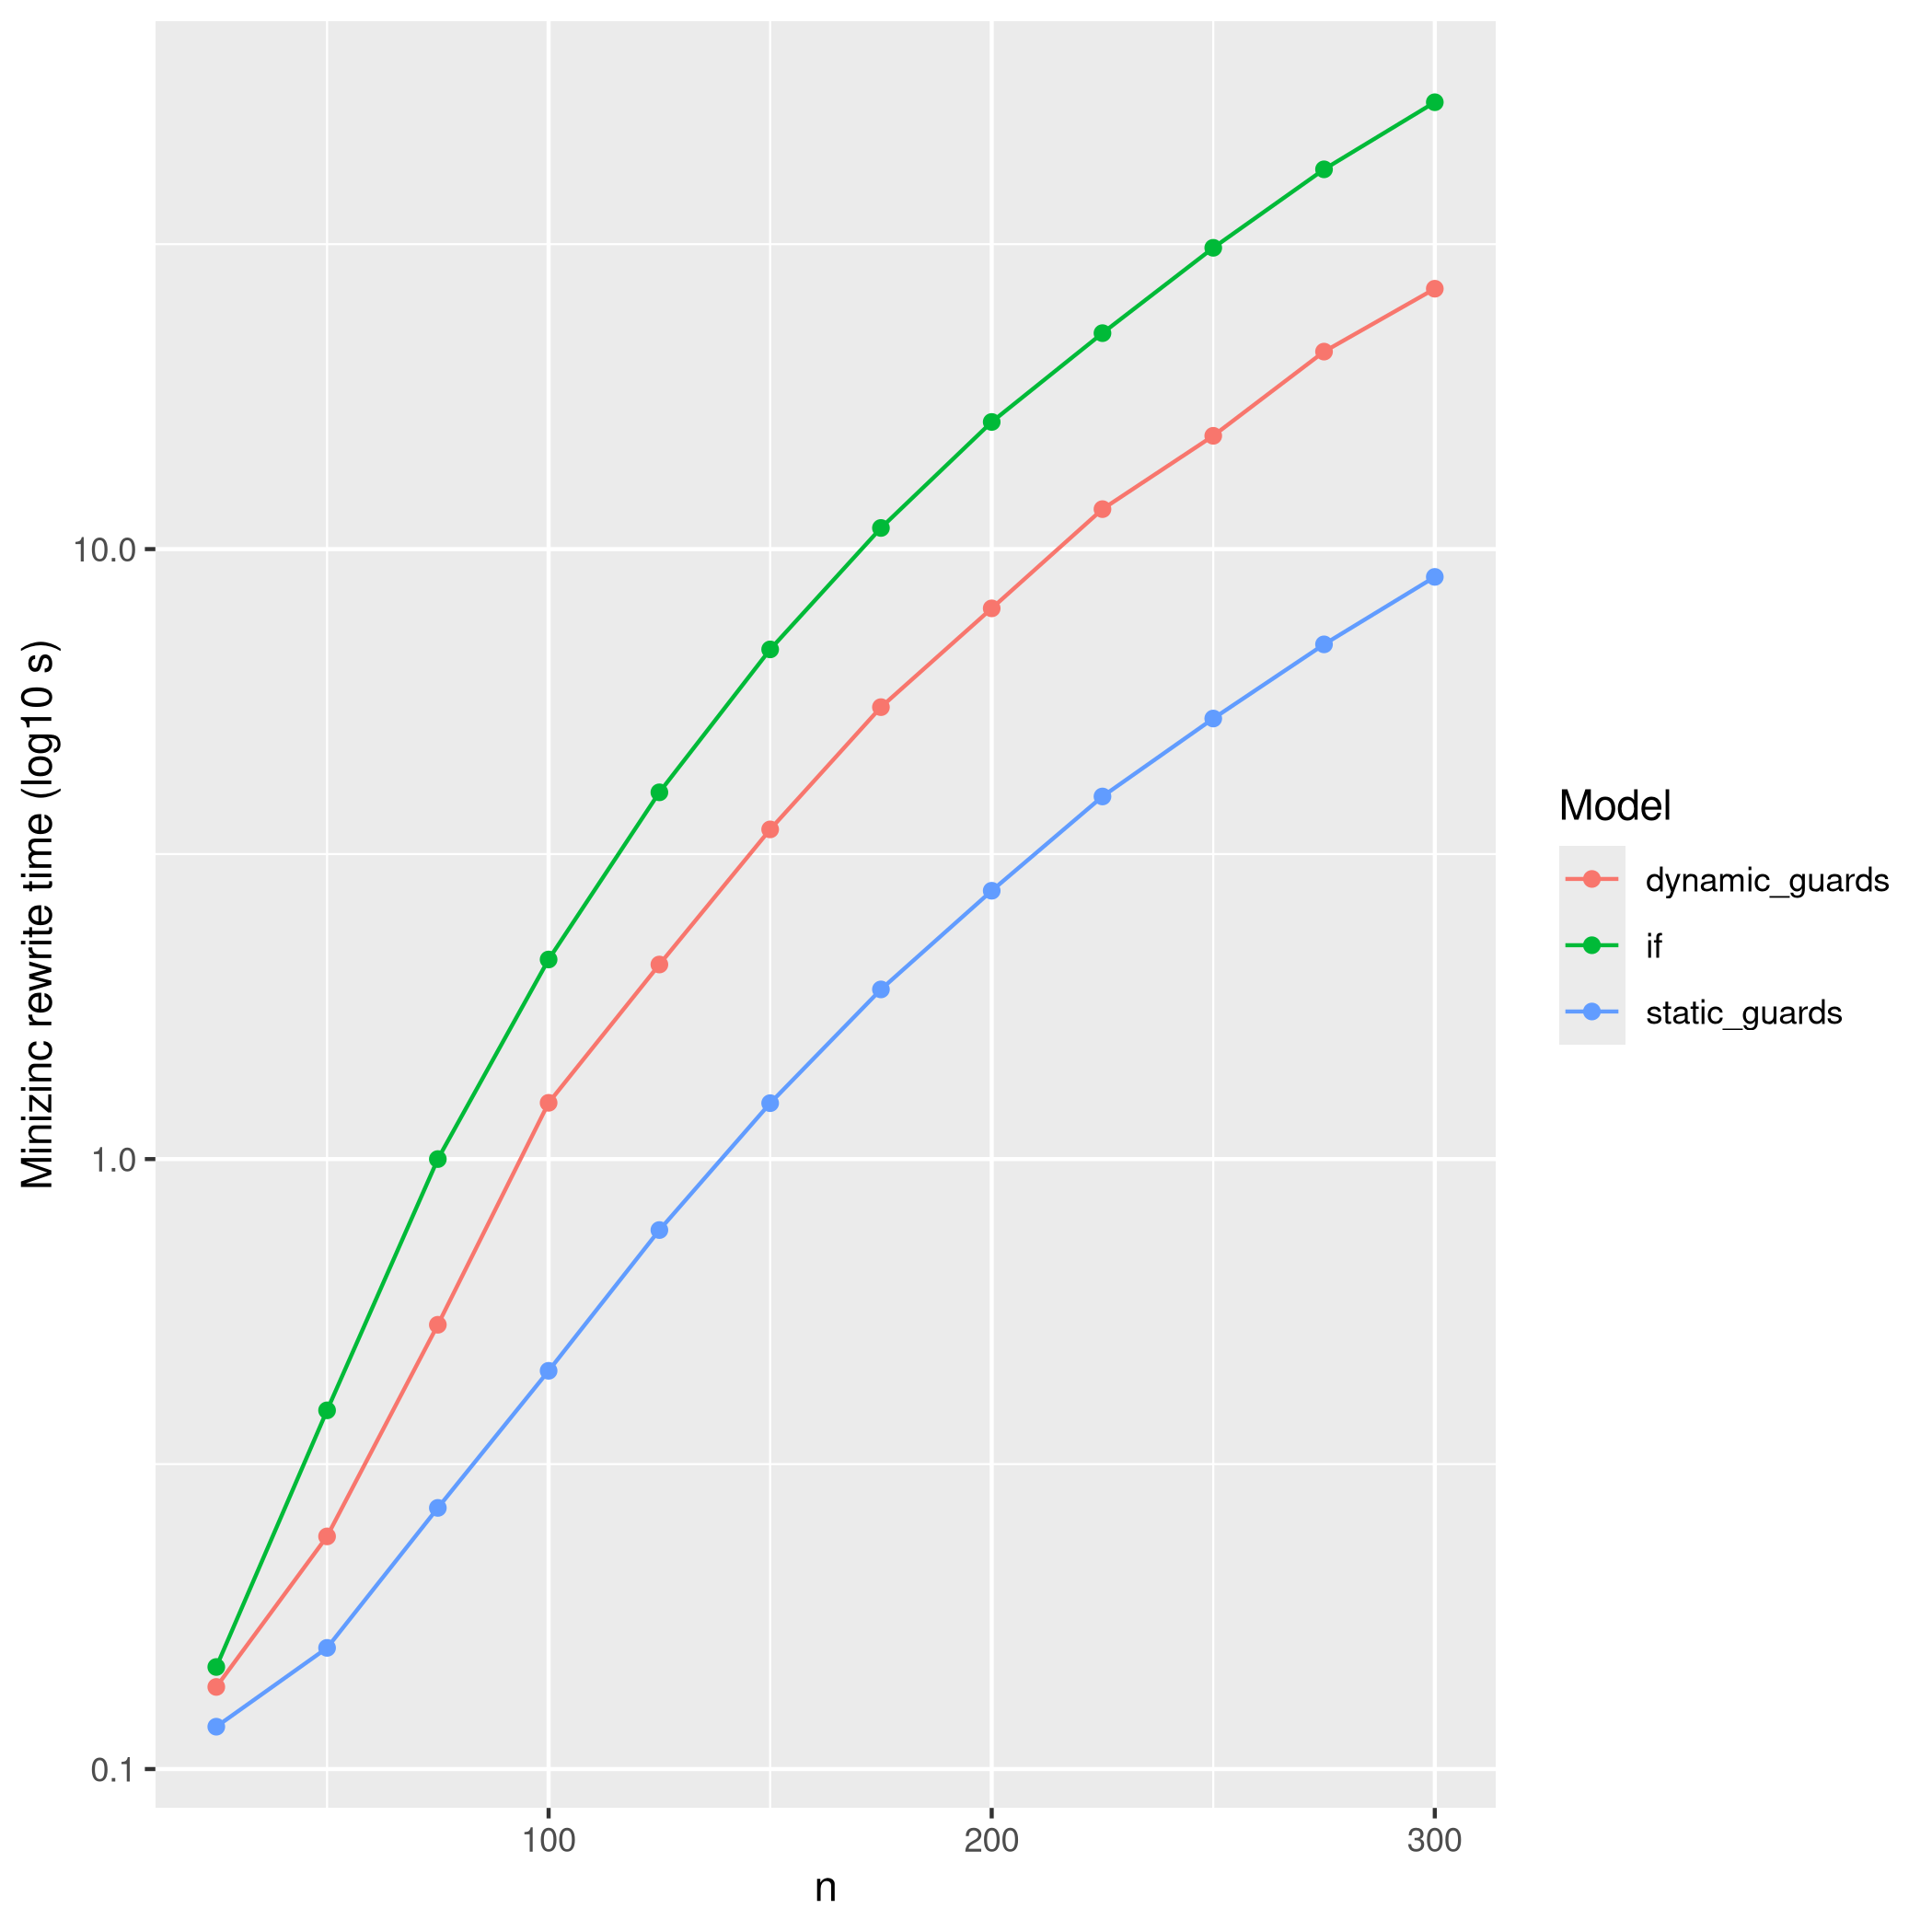 Minizinc rewrite time (log10 s)
10.0
1.0
0.1
100
200
300
n
Model
dynamic_guards
if
static_guards